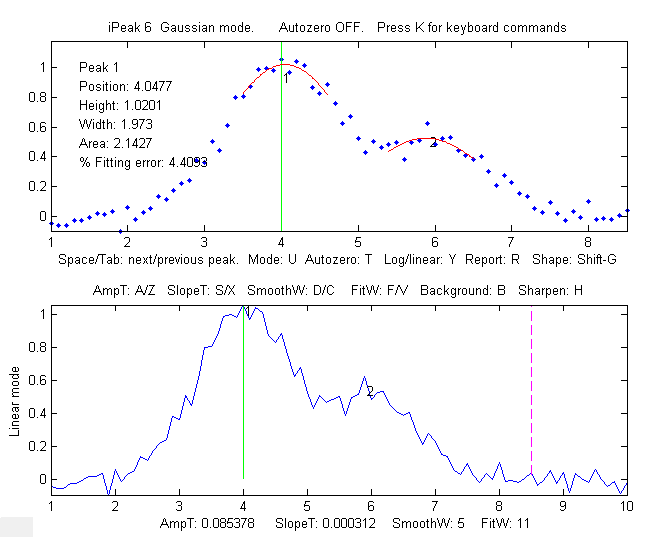 iPeak 6  Gaussian mode.      Autozero OFF.   Press K for keyboard commands
Peak 1
Position: 4.0477
Height: 1.0201
Width: 1.973
Area: 2.1427
% Fitting error: 4.4093
1
2
1
0.8
0.6
0.4
0.2
0
1 2 3 4 5 6 7 8
Space/Tab: next/previous peak.  Mode: U  Autozero: T   Log/linear: Y  Report: R   Shape: Shift-G
AmpT: A/Z   SlopeT: S/X   SmoothW: D/C    FitW: F/V   Background: B   Sharpen: H
1
2
Linear mode
1
0.8
0.6
0.4
0.2
0
1 2 3 4 5 6 7 8 9 10
AmpT: 0.085378     SlopeT: 0.000312    SmoothW: 5    FitW: 11